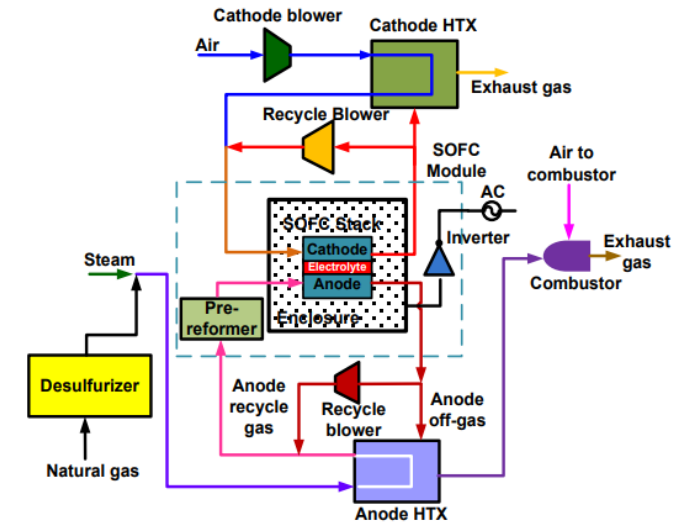 Cathode blower
Cathode HTX
Air
Exhaust gas
Recycle Blower
SOFC
Module
Air to
combustor
AC
SOFC Stack
Cathode
Electrolyte
Anode
Enclosure
Inverter
Exhaust
gas
Combustor
Steam
Pre-
reformer
Desulfurizer
Anode
recycle
gas
Recycle
blower
Anode
off-gas
Natural gas
Anode HTX